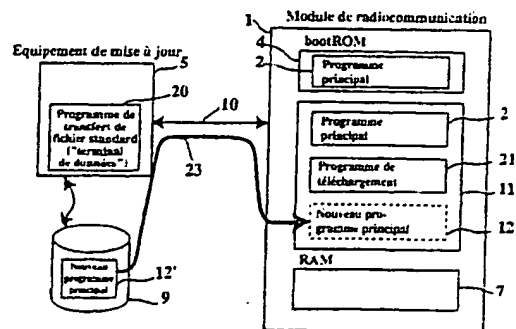 Module de radiocommunication
1
4
bootROM
2
Programme
principal
Equipement de mise à jour
5
20
Programme de
transfert de
fichier standard
("terminal
de données")
10
23
Programme
principal
2
Programme de
téléchargement
21
11
Nouveau pro-
gramme principal
12
RAM
7
Nouveau
programme
principal
12'
9